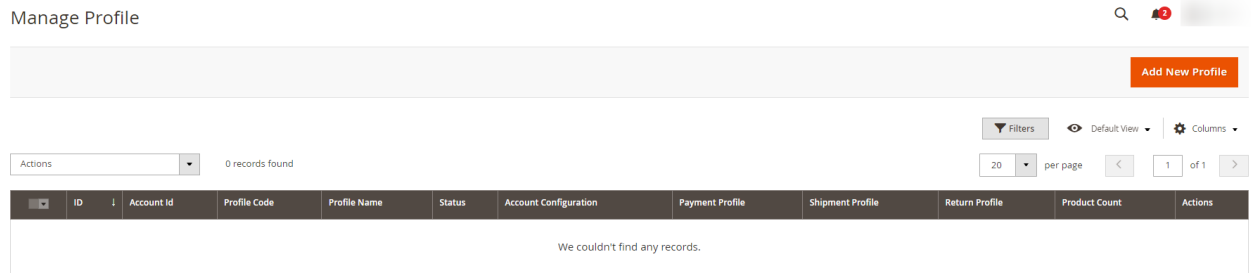 Manage Profile
2
Add New Profile
Filters Default View Columns
Actions 0 records found 20 per page 1 of 1
ID ↓ Account Id Profile Code Profile Name Status Account Configuration Payment Profile Shipment Profile Return Profile Product Count Actions
We couldn't find any records.